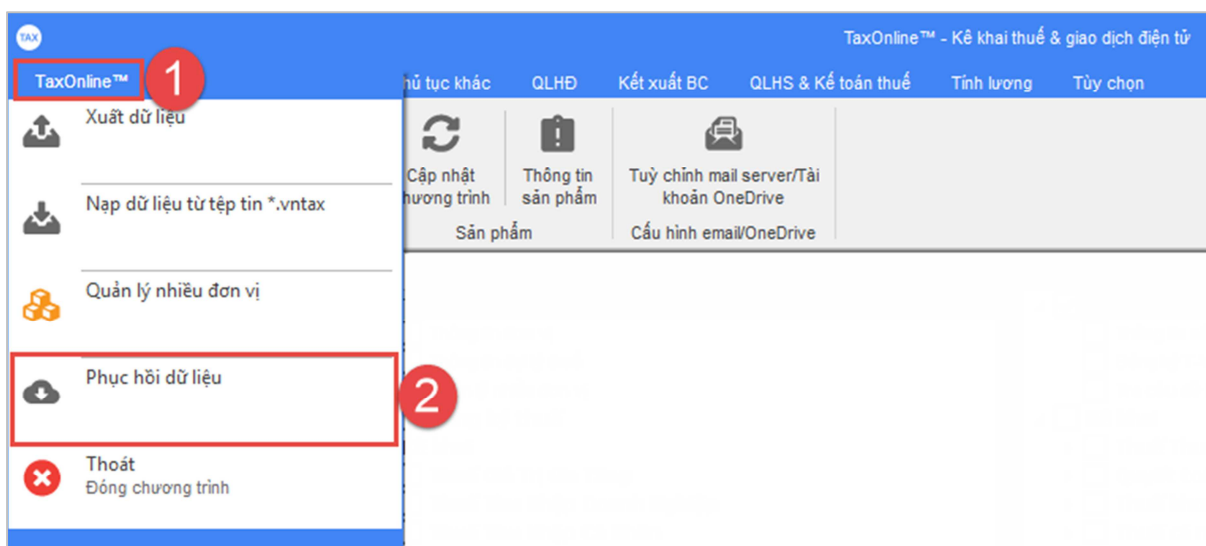 TAX
TaxOnline™ - Kê khai thuế & giao dịch điện tử
TaxOnline™
1
tục khác
QLHĐ
Kết xuất BC
QLHS & Kế toán thuế
Tính lương
Tùy chọn
Xuất dữ liệu
Nạp dữ liệu từ tệp tin *.vntax
Quản lý nhiều đơn vị
Phục hồi dữ liệu
2
Thoát
Đóng chương trình
Cập nhật
trình
Sản phẩm
Thông tin
sản phẩm
Tuỳ chỉnh mail server/Tài
khoản OneDrive
Cấu hình email/OneDrive